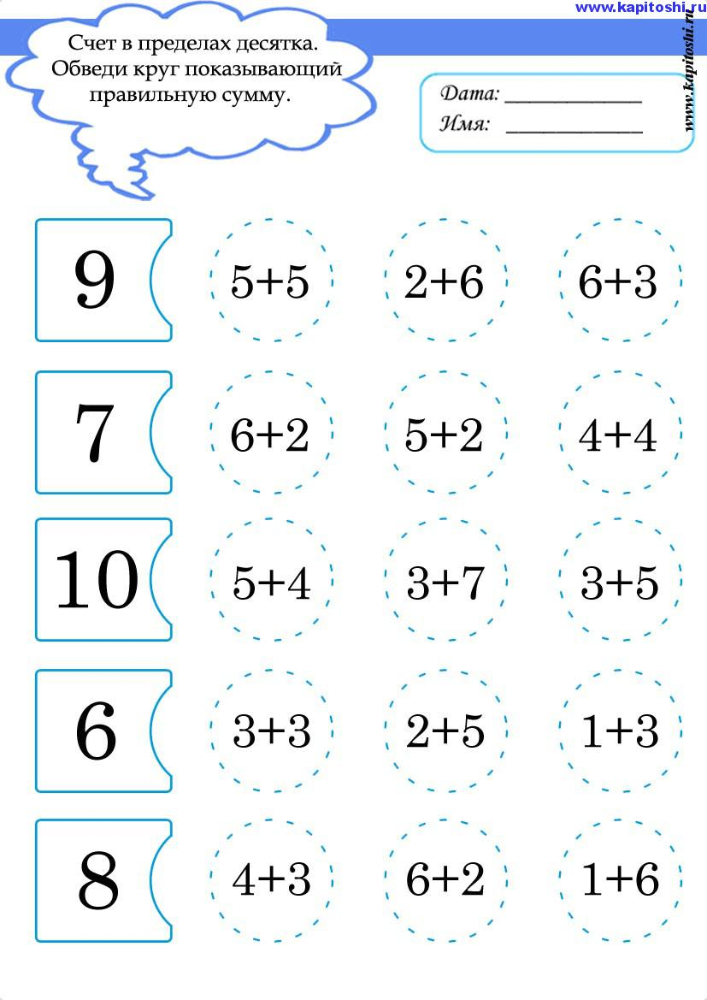 www.kapitoshi.ru
www.kapitoshi.ru
Счет в пределах десятка.
Обведи круг показывающий
правильную сумму.
Дата: ____________
Имя: ____________
9 5+5 2+6 6+3
7 6+2 5+2 4+4
10 5+4 3+7 3+5
6 3+3 2+5 1+3
8 4+3 6+2 1+6